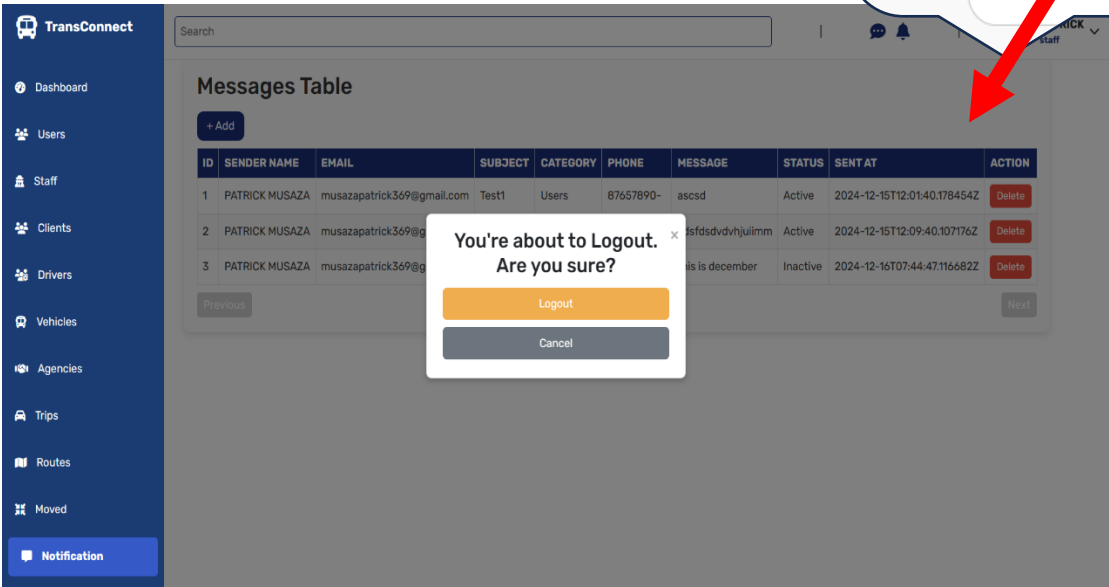 TransConnect
Search
RICK
staff
Dashboard
Users
Staff
Clients
Drivers
Vehicles
Agencies
Trips
Routes
Moved
Notification
Messages Table
+ Add
ID SENDER NAME EMAIL SUBJECT CATEGORY PHONE MESSAGE STATUS SENT AT ACTION
1 PATRICK MUSAZA musazapatrick369@gmail.com Test1 Users 87657890- ascsd Active 2024-12-15T12:01:40.178454Z Delete
2 PATRICK MUSAZA musazapatrick369@g dsfdsdvdvhjuiimm Active 2024-12-15T12:09:40.107176Z Delete
3 PATRICK MUSAZA musazapatrick369@g is is december Inactive 2024-12-16T07:44:47.116682Z Delete
Previous Next
You're about to Logout. ×
Are you sure?
Logout
Cancel